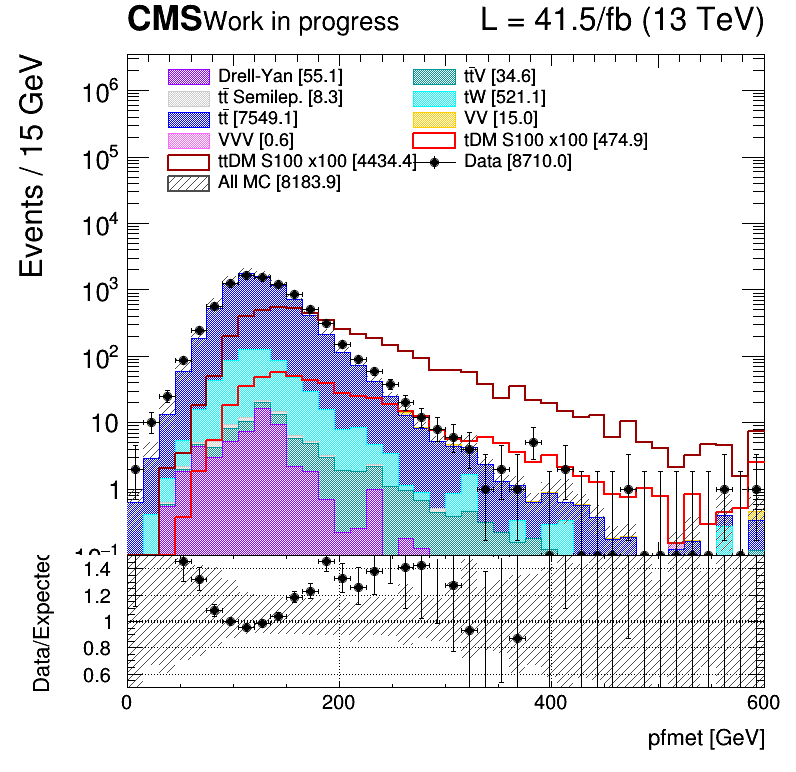 CMS Work in progress L = 41.5/fb (13 TeV)
Events / 15 GeV
Drell-Yan [55.1] tt̄V [34.6]
tt̄ Semilep. [8.3] tW [521.1]
tt̄ [7549.1] VV [15.0]
VVV [0.6] tDM S100 x100 [474.9]
ttDM S100 x100 [4434.4] Data [8710.0]
All MC [8183.9]
10⁶
10⁵
10⁴
10³
10²
10
1
10⁻¹
Data/Expected
1.4
1.2
1
0.8
0.6
0 200 400 600
pfmet [GeV]